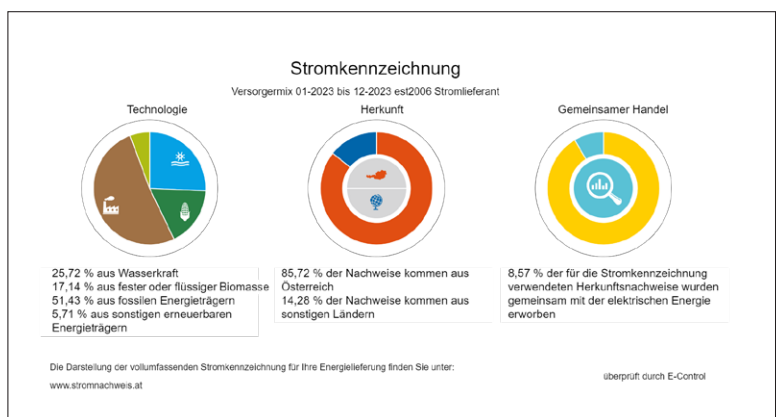 Stromkennzeichnung
Versorgermix 01-2023 bis 12-2023 est2006 Stromlieferant
Technologie
25,72 % aus Wasserkraft
17,14 % aus fester oder flüssiger Biomasse
51,43 % aus fossilen Energieträgern
5,71 % aus sonstigen erneuerbaren
Energieträgern
Herkunft
85,72 % der Nachweise kommen aus
Österreich
14,28 % der Nachweise kommen aus
sonstigen Ländern
Gemeinsamer Handel
8,57 % der für die Stromkennzeichnung
verwendeten Herkunftsnachweise wurden
gemeinsam mit der elektrischen Energie
erworben
Die Darstellung der vollumfassenden Stromkennzeichnung für Ihre Energielieferung finden Sie unter:
www.stromnachweis.at
überprüft durch E-Control